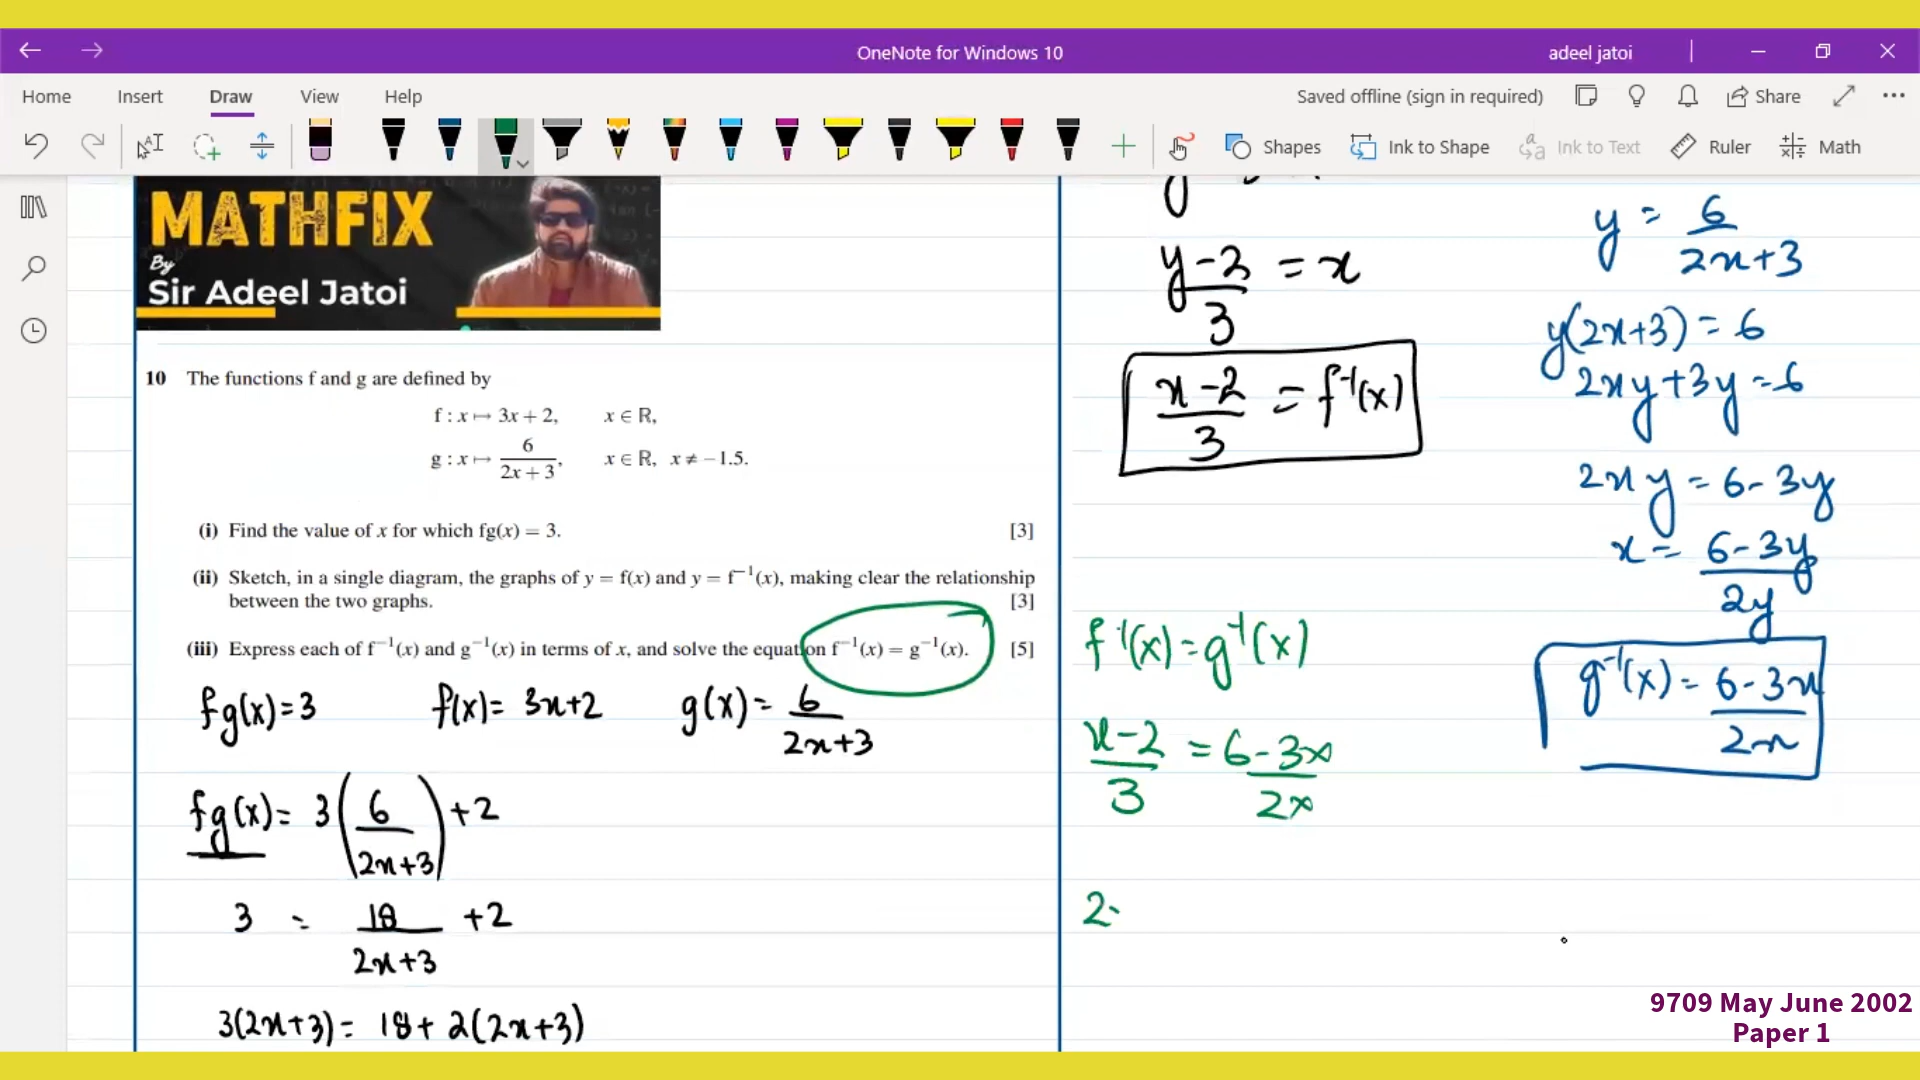 OneNote for Windows 10
adeel jatoi
Home Insert Draw View Help
Saved offline (sign in required)
Share
Shapes
Ink to Shape
Ink to Text
Ruler
Math
MATHFIX
By
Sir Adeel Jatoi
10 The functions f and g are defined by
f : x ↦ 3x + 2, x ∈ ℝ,
g : x ↦ 6/(2x + 3), x ∈ ℝ, x ≠ −1.5.
(i) Find the value of x for which fg(x) = 3. [3]
(ii) Sketch, in a single diagram, the graphs of y = f(x) and y = f⁻¹(x), making clear the relationship
between the two graphs. [3]
(iii) Express each of f⁻¹(x) and g⁻¹(x) in terms of x, and solve the equation f⁻¹(x) = g⁻¹(x). [5]
fg(x)=3 f(x)= 3x+2 g(x)= 6/(2x+3)
fg(x)= 3(6/(2x+3)) +2
3 = 18/(2x+3) +2
3(2x+3)= 18+ 2(2x+3)
(y-2)/3 = x
(x-2)/3 = f⁻¹(x)
f⁻¹(x)=g⁻¹(x)
(x-2)/3 = (6-3x)/2x
2
y = 6/(2x+3)
y(2x+3) = 6
2xy+3y=6
2xy = 6-3y
x = (6-3y)/2y
g⁻¹(x) = (6-3x)/2x
9709 May June 2002
Paper 1